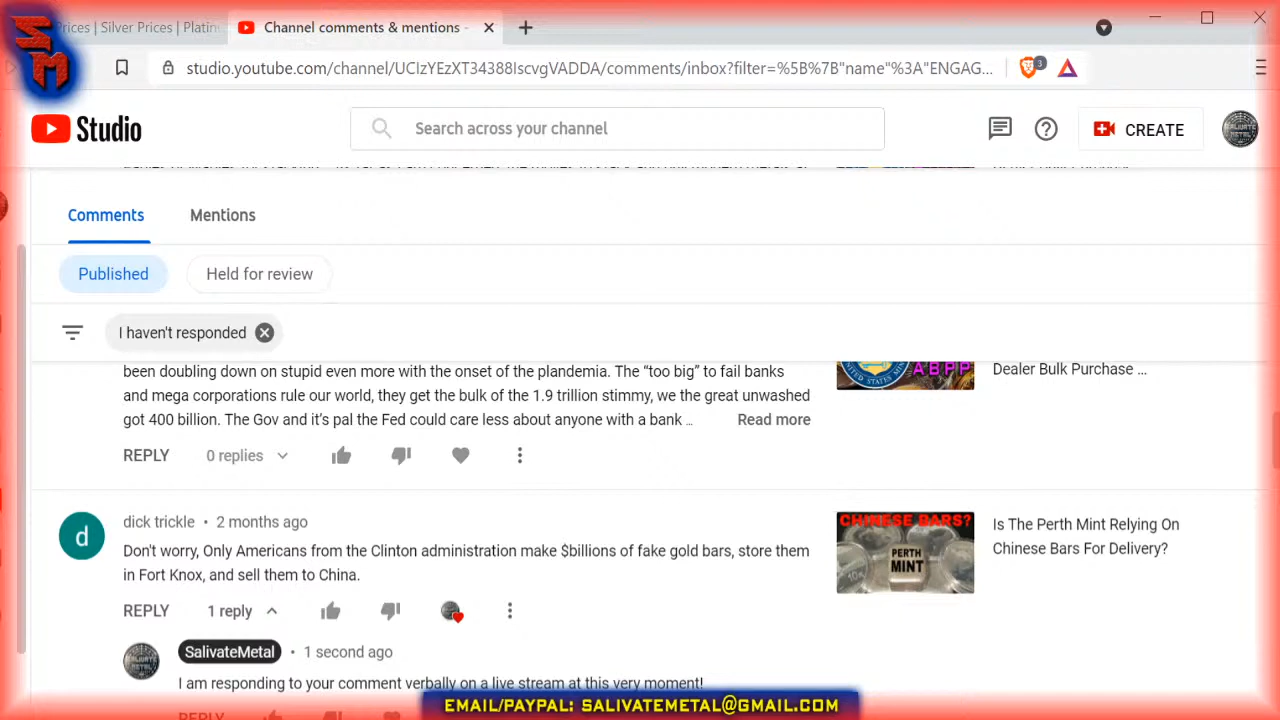 SM
Prices | Silver Prices | Platin
Channel comments & mentions -
studio.youtube.com/channel/UCIzYEzXT34388IscvgVADDA/comments/inbox?filter=%5B%7B"name"%3A"ENGAG...
3
Studio
Search across your channel
CREATE
Comments
Mentions
Published
Held for review
I haven't responded
been doubling down on stupid even more with the onset of the plandemia. The “too big” to fail banks
and mega corporations rule our world, they get the bulk of the 1.9 trillion stimmy, we the great unwashed
got 400 billion. The Gov and it’s pal the Fed could care less about anyone with a bank …
Read more
UNITED STATES MINT
ABPP
Dealer Bulk Purchase ...
REPLY
0 replies
d
dick trickle • 2 months ago
Don't worry, Only Americans from the Clinton administration make $billions of fake gold bars, store them
in Fort Knox, and sell them to China.
CHINESE BARS?
PERTH
MINT
Is The Perth Mint Relying On
Chinese Bars For Delivery?
REPLY
1 reply
SalivateMetal • 1 second ago
I am responding to your comment verbally on a live stream at this very moment!
REPLY
EMAIL/PAYPAL: SALIVATEMETAL@GMAIL.COM